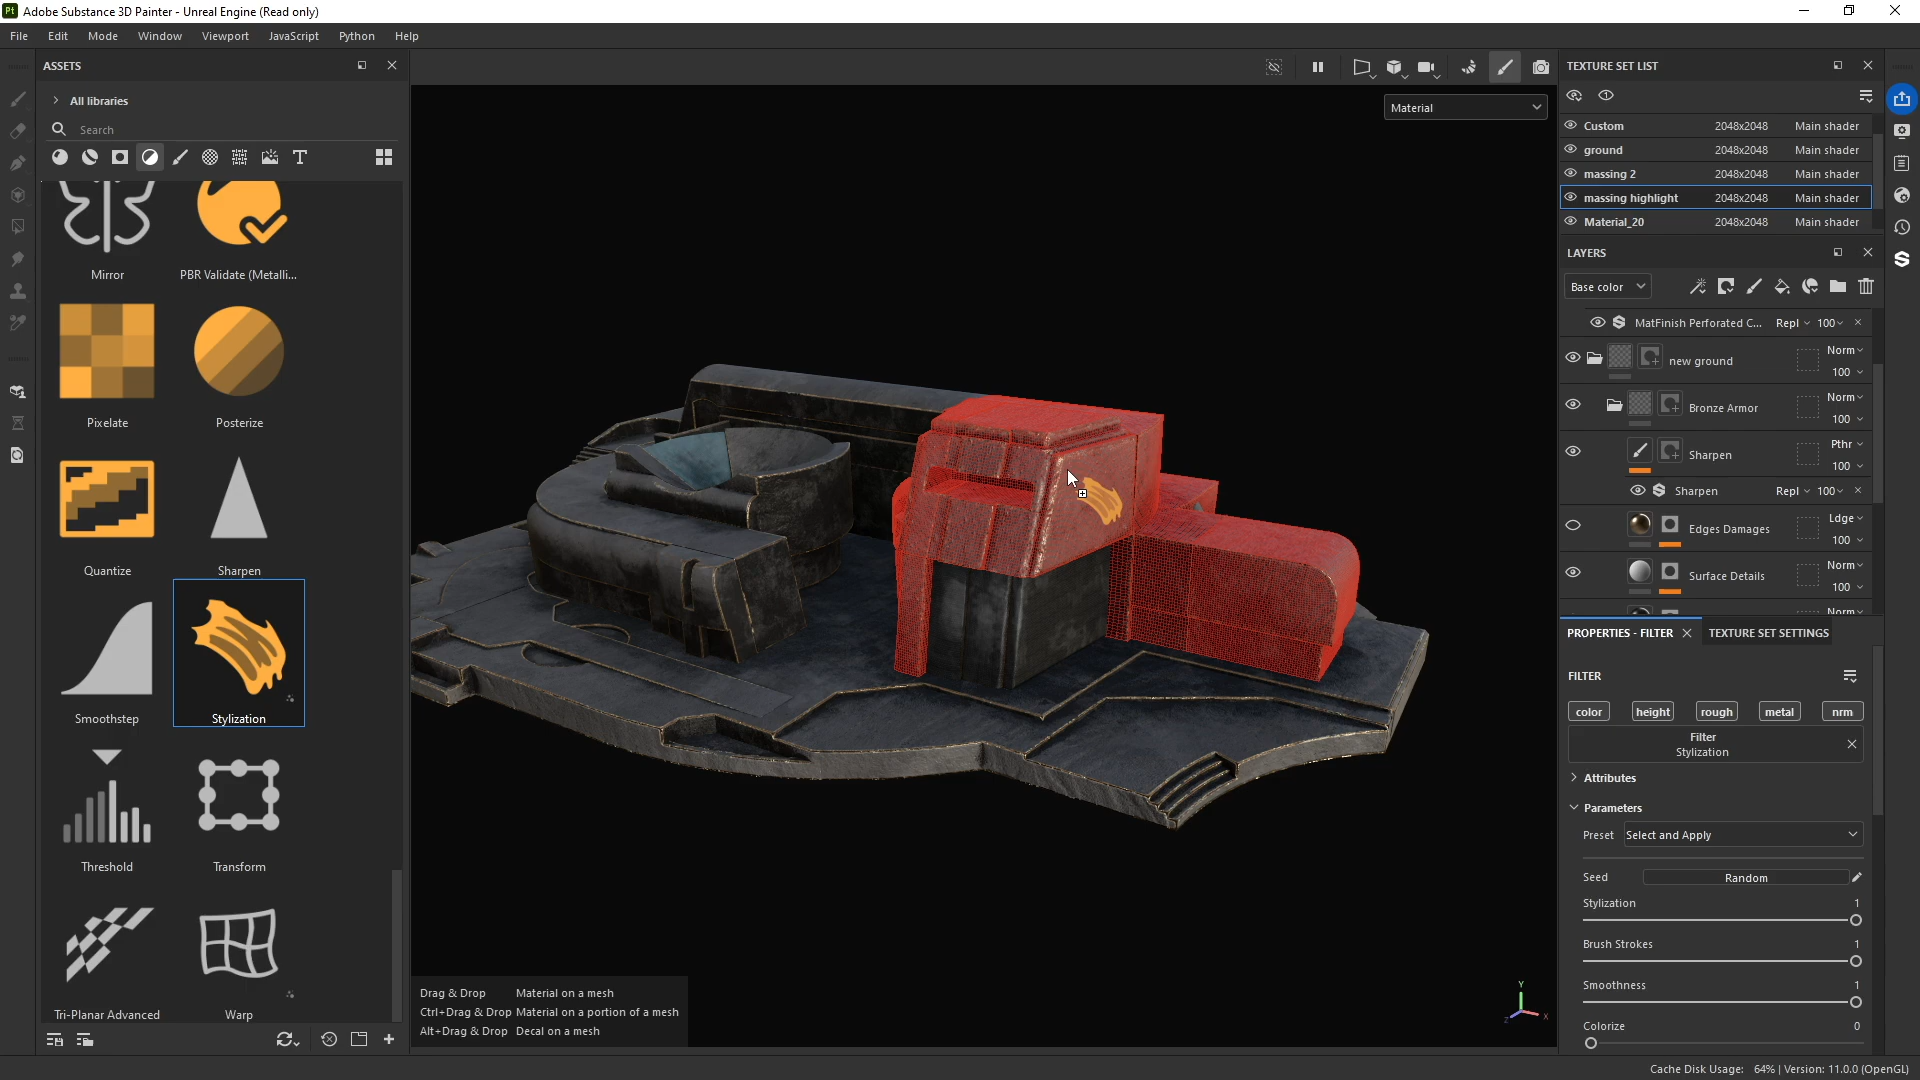 Pt Adobe Substance 3D Painter - Unreal Engine (Read only)
File Edit Mode Window Viewport JavaScript Python Help
ASSETS
All libraries
Search
Mirror
PBR Validate (Metalli...
Pixelate
Posterize
Quantize
Sharpen
Smoothstep
Stylization
Threshold
Transform
Tri-Planar Advanced
Warp
Material
Drag & Drop Material on a mesh
Ctrl+Drag & Drop Material on a portion of a mesh
Alt+Drag & Drop Decal on a mesh
Y
Z
X
TEXTURE SET LIST
Custom 2048x2048 Main shader
ground 2048x2048 Main shader
massing 2 2048x2048 Main shader
massing highlight 2048x2048 Main shader
Material_20 2048x2048 Main shader
LAYERS
Base color
MatFinish Perforated C... Repl 100
new ground Norm 100
Bronze Armor Norm 100
Sharpen Pthr 100
Sharpen Repl 100
Edges Damages Ldge 100
Surface Details Norm 100
Norm
PROPERTIES - FILTER TEXTURE SET SETTINGS
FILTER
color height rough metal nrm
Filter
Stylization
Attributes
Parameters
Preset Select and Apply
Seed Random
Stylization 1
Brush Strokes 1
Smoothness 1
Colorize 0
Cache Disk Usage: 64% | Version: 11.0.0 (OpenGL)